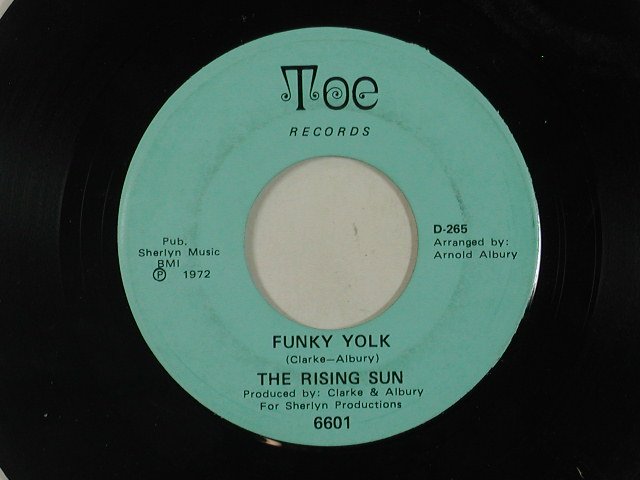 Toe
RECORDS
Pub.
Sherlyn Music
BMI
Ⓟ 1972
D-265
Arranged by:
Arnold Albury
FUNKY YOLK
(Clarke—Albury)
THE RISING SUN
Produced by: Clarke & Albury
For Sherlyn Productions
6601